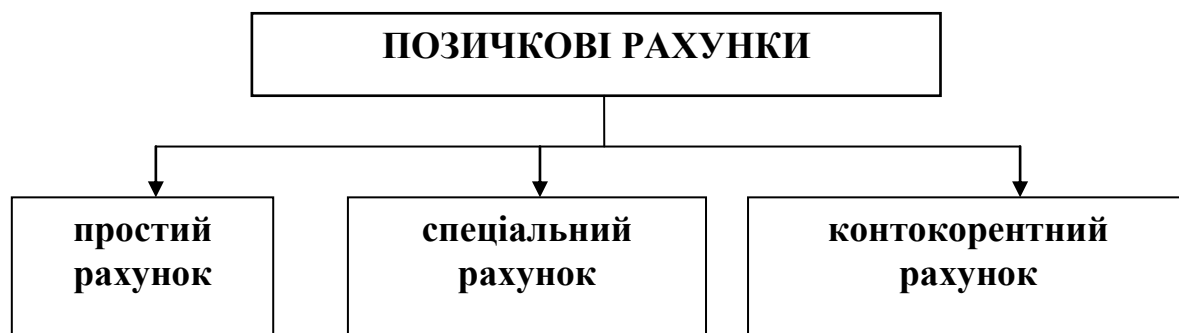 ПОЗИЧКОВІ РАХУНКИ
простий
рахунок
спеціальний
рахунок
контокорентний
рахунок